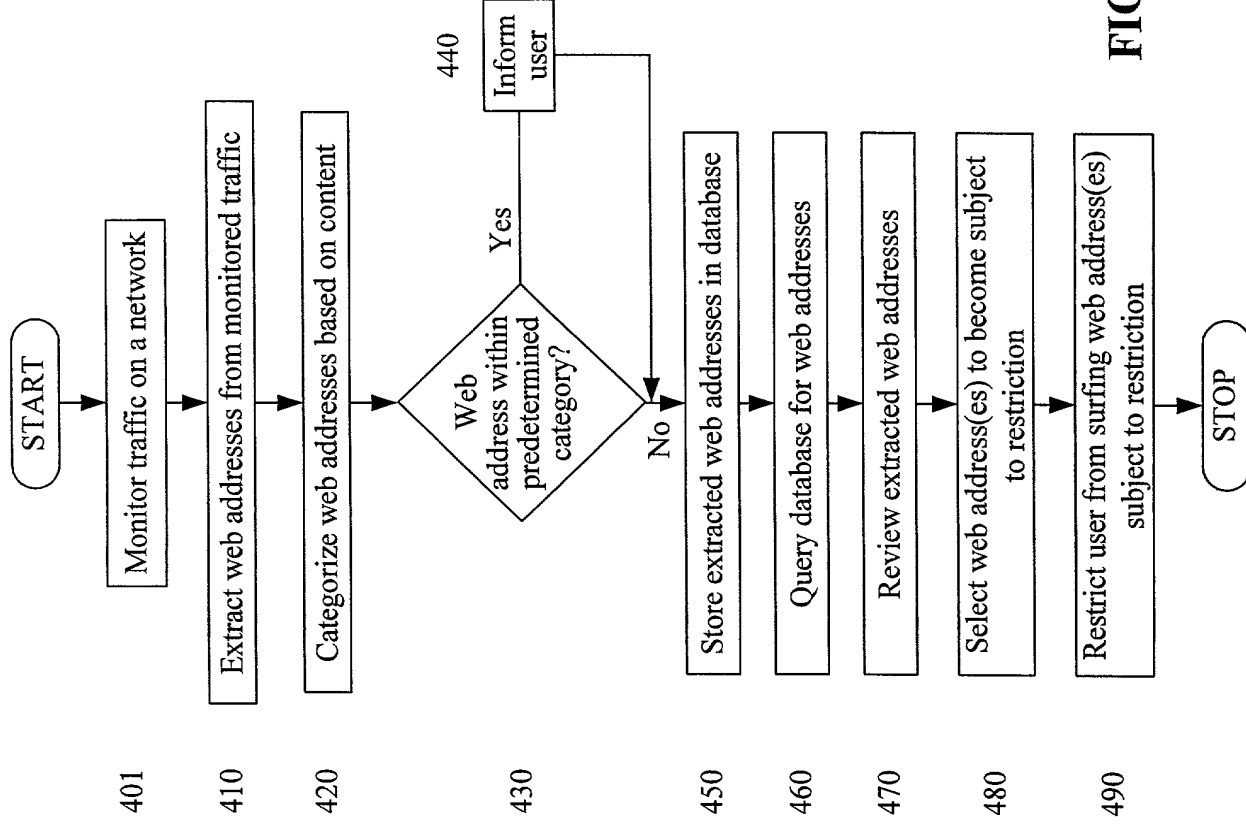 START
401
Monitor traffic on a network
410
Extract web addresses from monitored traffic
420
Categorize web addresses based on content
430
Web
address within
predetermined
category?
Yes
440
Inform
user
No
450
Store extracted web addresses in database
460
Query database for web addresses
470
Review extracted web addresses
480
Select web address(es) to become subject
to restriction
490
Restrict user from surfing web address(es)
subject to restriction
STOP